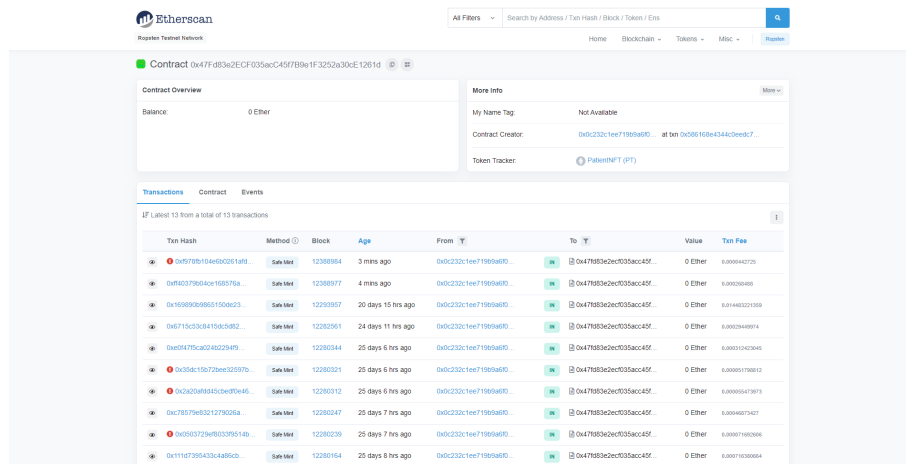 Etherscan
All Filters Search by Address / Txn Hash / Block / Token / Ens
Ropsten Testnet Network
Home Blockchain Tokens Misc Ropsten
Contract 0x47Fd83e2ECF035acC45f7B9e1F3252a30cE1261d
Contract Overview
Balance: 0 Ether
More Info More
My Name Tag: Not Available
Contract Creator: 0x0c232c1ee719b9a6f0... at txn 0x586168e4344c0eedc7...
Token Tracker: PatientNFT (PT)
Transactions Contract Events
Latest 13 from a total of 13 transactions
Txn Hash Method Block Age From To Value Txn Fee
0xf978fb104e6b0261afd... Safe Mint 12388984 3 mins ago 0x0c232c1ee719b9a6f0... IN 0x47fd83e2ecf035acc45f... 0 Ether 0.0000442725
0xff40379b04ce168576a... Safe Mint 12388977 4 mins ago 0x0c232c1ee719b9a6f0... IN 0x47fd83e2ecf035acc45f... 0 Ether 0.000268488
0x169890b9865150de23... Safe Mint 12293957 20 days 15 hrs ago 0x0c232c1ee719b9a6f0... IN 0x47fd83e2ecf035acc45f... 0 Ether 0.014483221359
0x6715c53c8415dc5d82... Safe Mint 12282561 24 days 11 hrs ago 0x0c232c1ee719b9a6f0... IN 0x47fd83e2ecf035acc45f... 0 Ether 0.00029448974
0xe0f47f5ca024b2294f9... Safe Mint 12280344 25 days 6 hrs ago 0x0c232c1ee719b9a6f0... IN 0x47fd83e2ecf035acc45f... 0 Ether 0.000312423045
0x35dc15b72bee32697b... Safe Mint 12280321 25 days 6 hrs ago 0x0c232c1ee719b9a6f0... IN 0x47fd83e2ecf035acc45f... 0 Ether 0.000051798812
0x2a20afdd45cbedf0e46... Safe Mint 12280312 25 days 6 hrs ago 0x0c232c1ee719b9a6f0... IN 0x47fd83e2ecf035acc45f... 0 Ether 0.000055473973
0xc78579e8321279026a... Safe Mint 12280247 25 days 7 hrs ago 0x0c232c1ee719b9a6f0... IN 0x47fd83e2ecf035acc45f... 0 Ether 0.00046873427
0x0503729ef8033f9514b... Safe Mint 12280239 25 days 7 hrs ago 0x0c232c1ee719b9a6f0... IN 0x47fd83e2ecf035acc45f... 0 Ether 0.000071692606
0x111d7395433c4a86cb... Safe Mint 12280164 25 days 8 hrs ago 0x0c232c1ee719b9a6f0... IN 0x47fd83e2ecf035acc45f... 0 Ether 0.000716380664